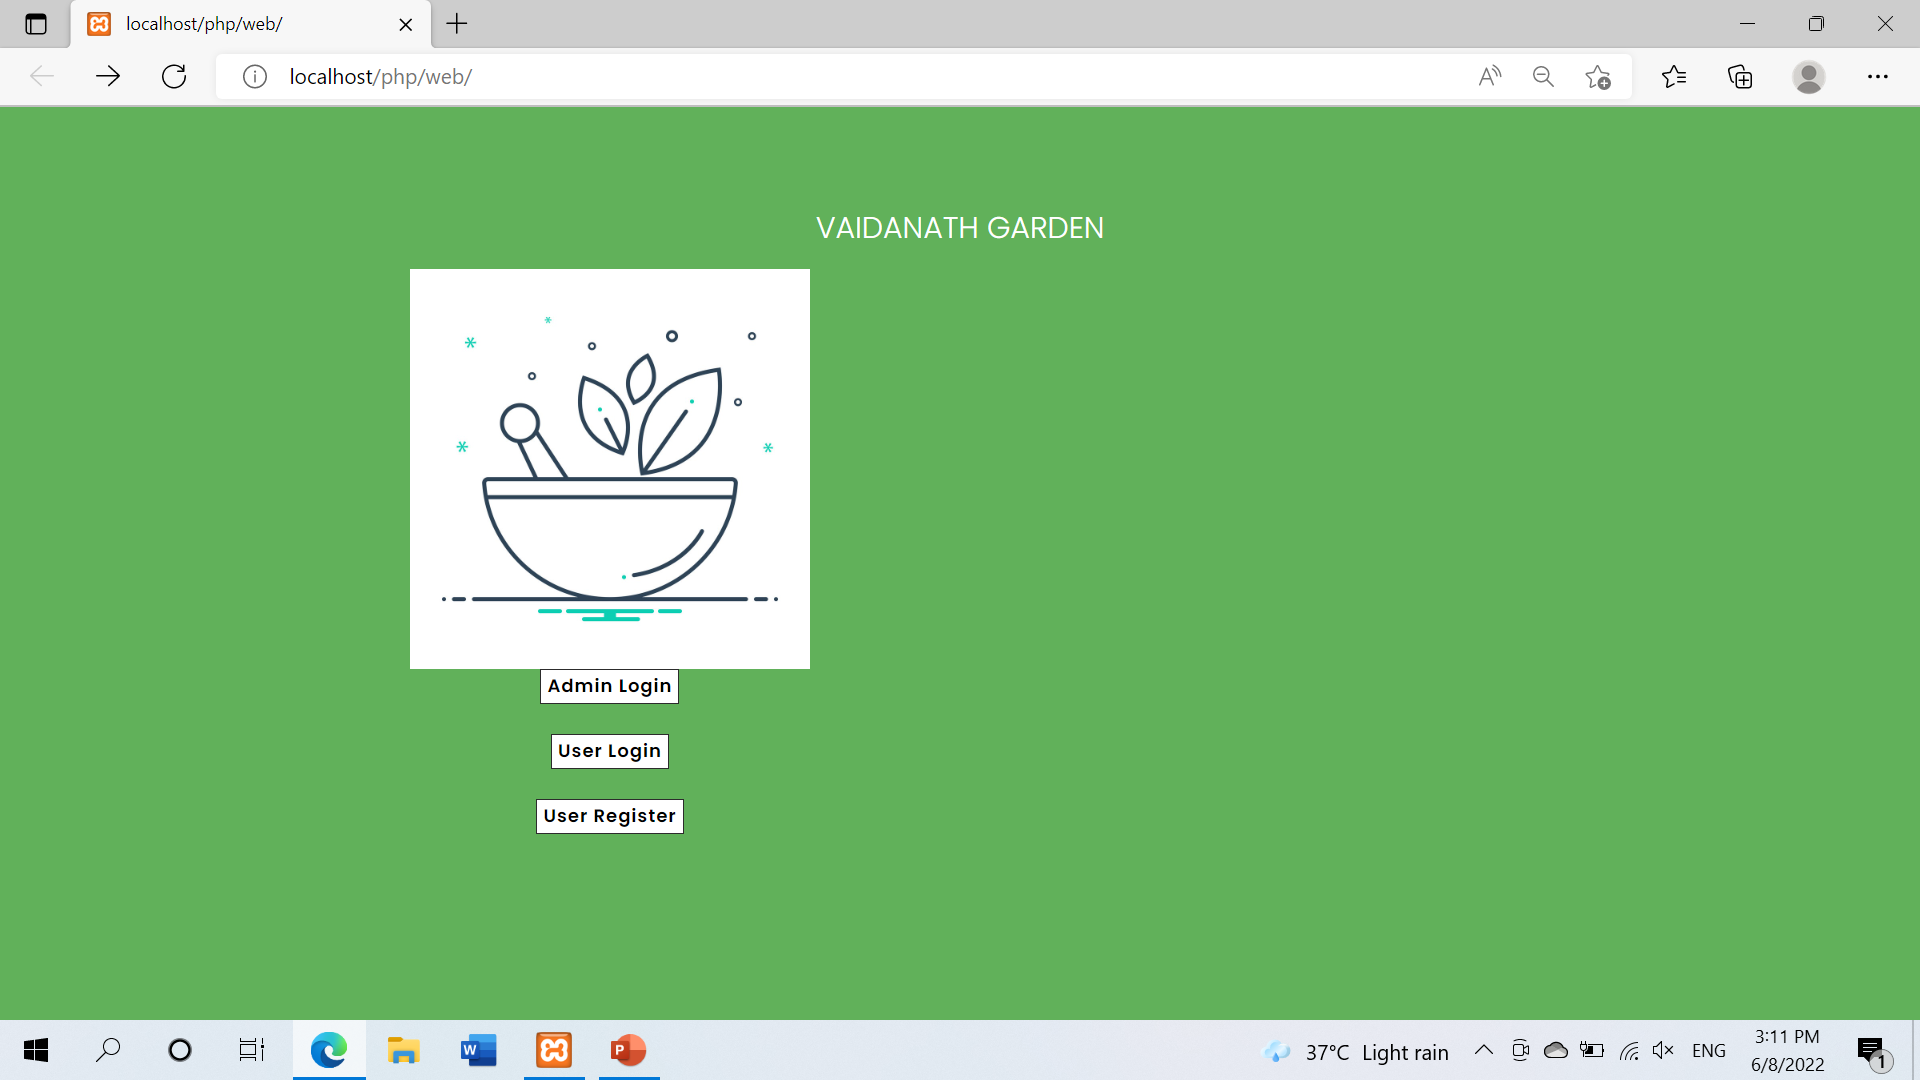 localhost/php/web/
localhost/php/web/
VAIDANATH GARDEN
Admin Login
User Login
User Register
37°C Light rain
ENG
3:11 PM
6/8/2022
1